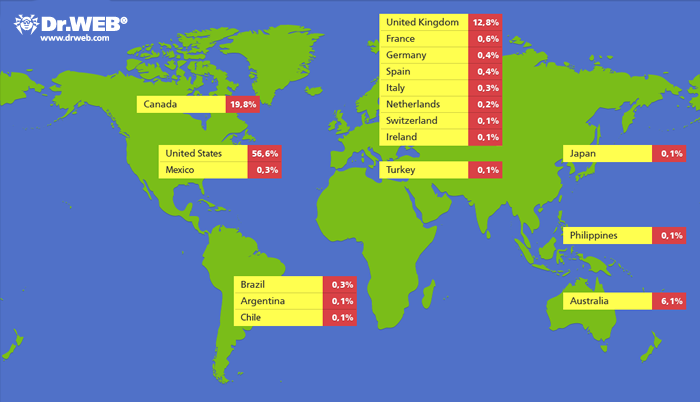 Dr.WEB®
www.drweb.com
United Kingdom 12,8%
France 0,6%
Germany 0,4%
Spain 0,4%
Italy 0,3%
Netherlands 0,2%
Switzerland 0,1%
Ireland 0,1%
Canada 19,8%
United States 56,6%
Mexico 0,3%
Turkey 0,1%
Japan 0,1%
Philippines 0,1%
Brazil 0,3%
Argentina 0,1%
Chile 0,1%
Australia 6,1%